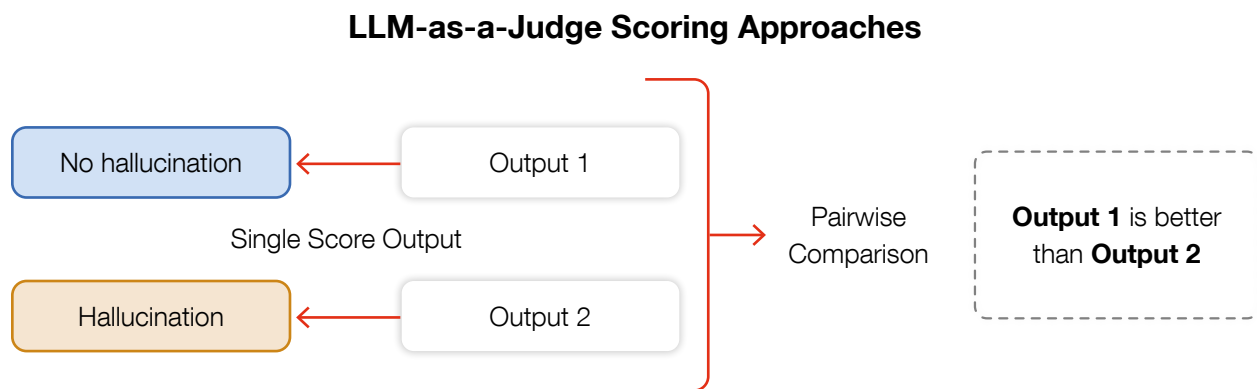 LLM-as-a-Judge Scoring Approaches
No hallucination
Output 1
Single Score Output
Hallucination
Output 2
Pairwise
Comparison
Output 1 is better
than Output 2